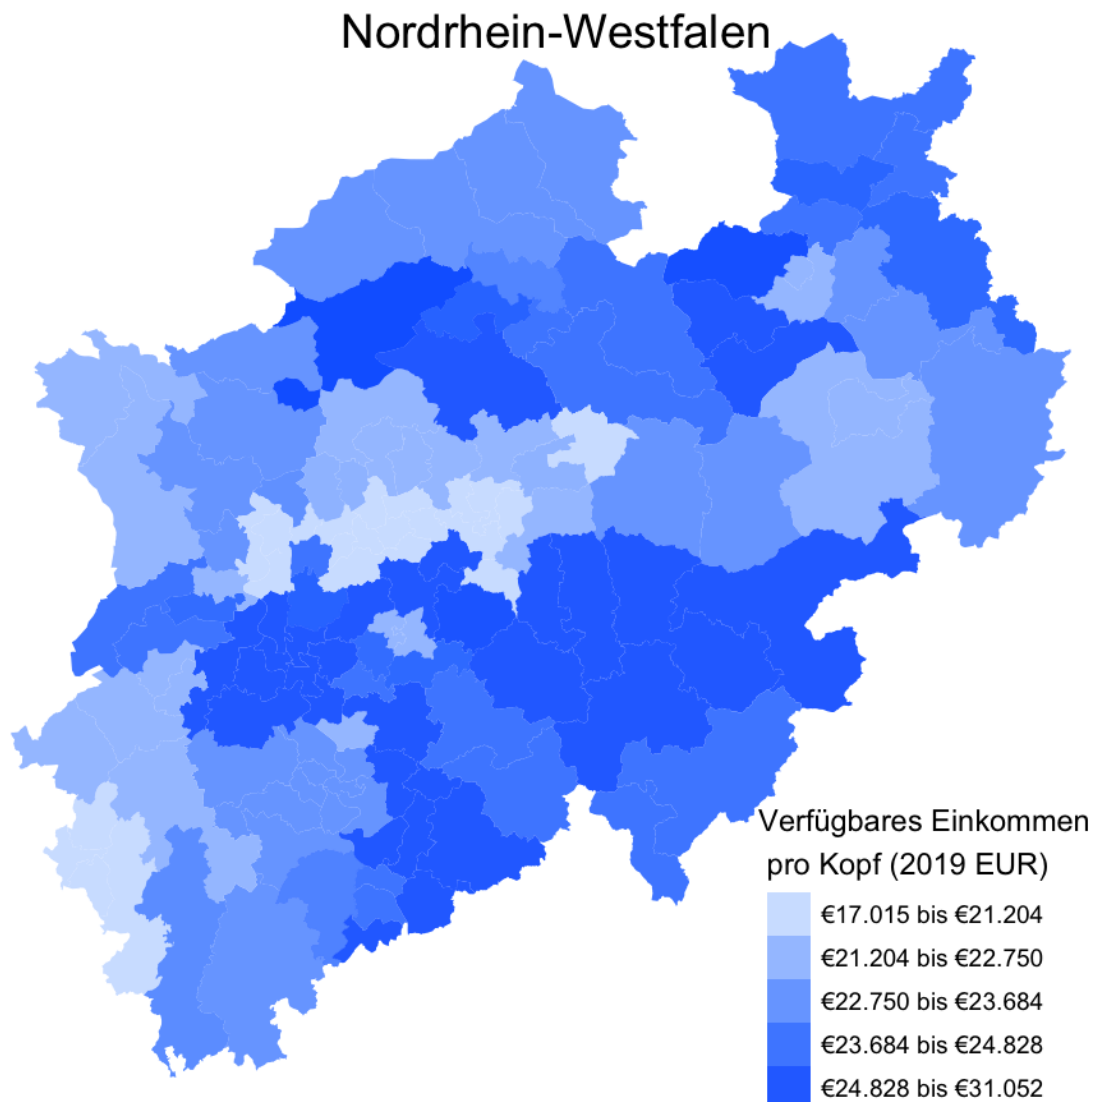 Nordrhein-Westfalen
Verfügbares Einkommen
pro Kopf (2019 EUR)
€17.015 bis €21.204
€21.204 bis €22.750
€22.750 bis €23.684
€23.684 bis €24.828
€24.828 bis €31.052